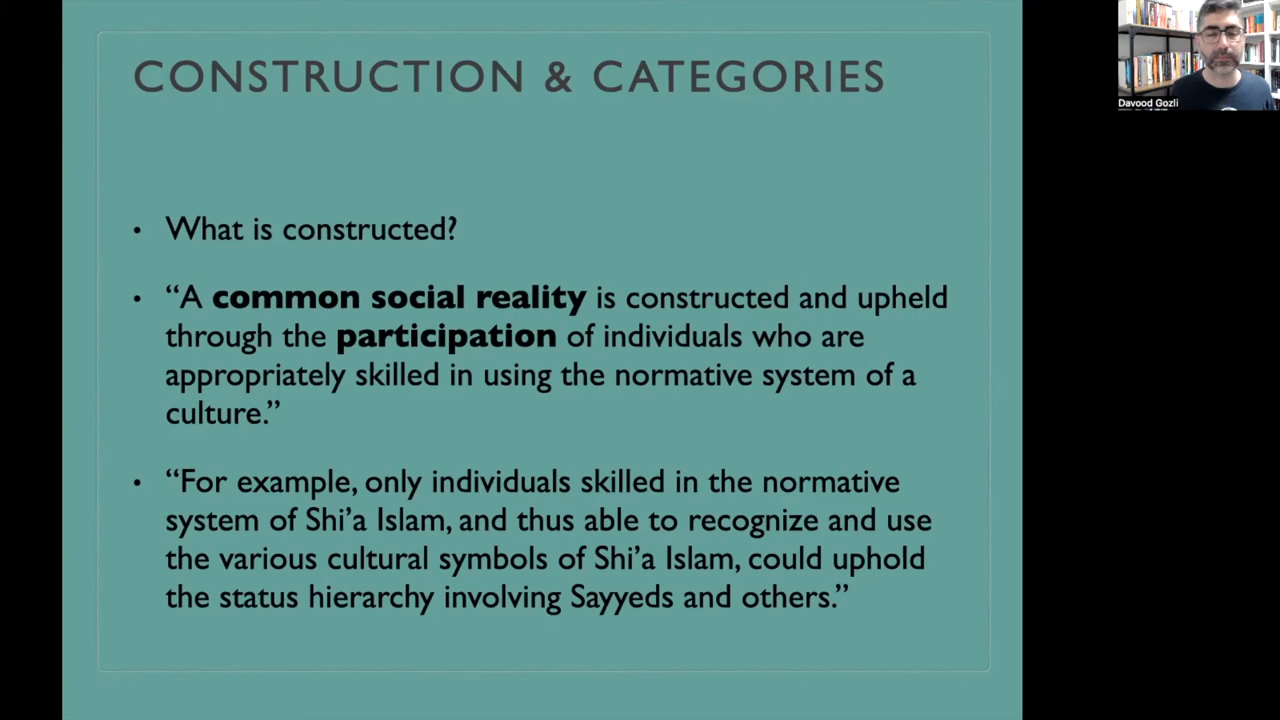 CONSTRUCTION & CATEGORIES
• What is constructed?
• “A common social reality is constructed and upheld
through the participation of individuals who are
appropriately skilled in using the normative system of a
culture.”
• “For example, only individuals skilled in the normative
system of Shi’a Islam, and thus able to recognize and use
the various cultural symbols of Shi’a Islam, could uphold
the status hierarchy involving Sayyeds and others.”
Davood Gozli